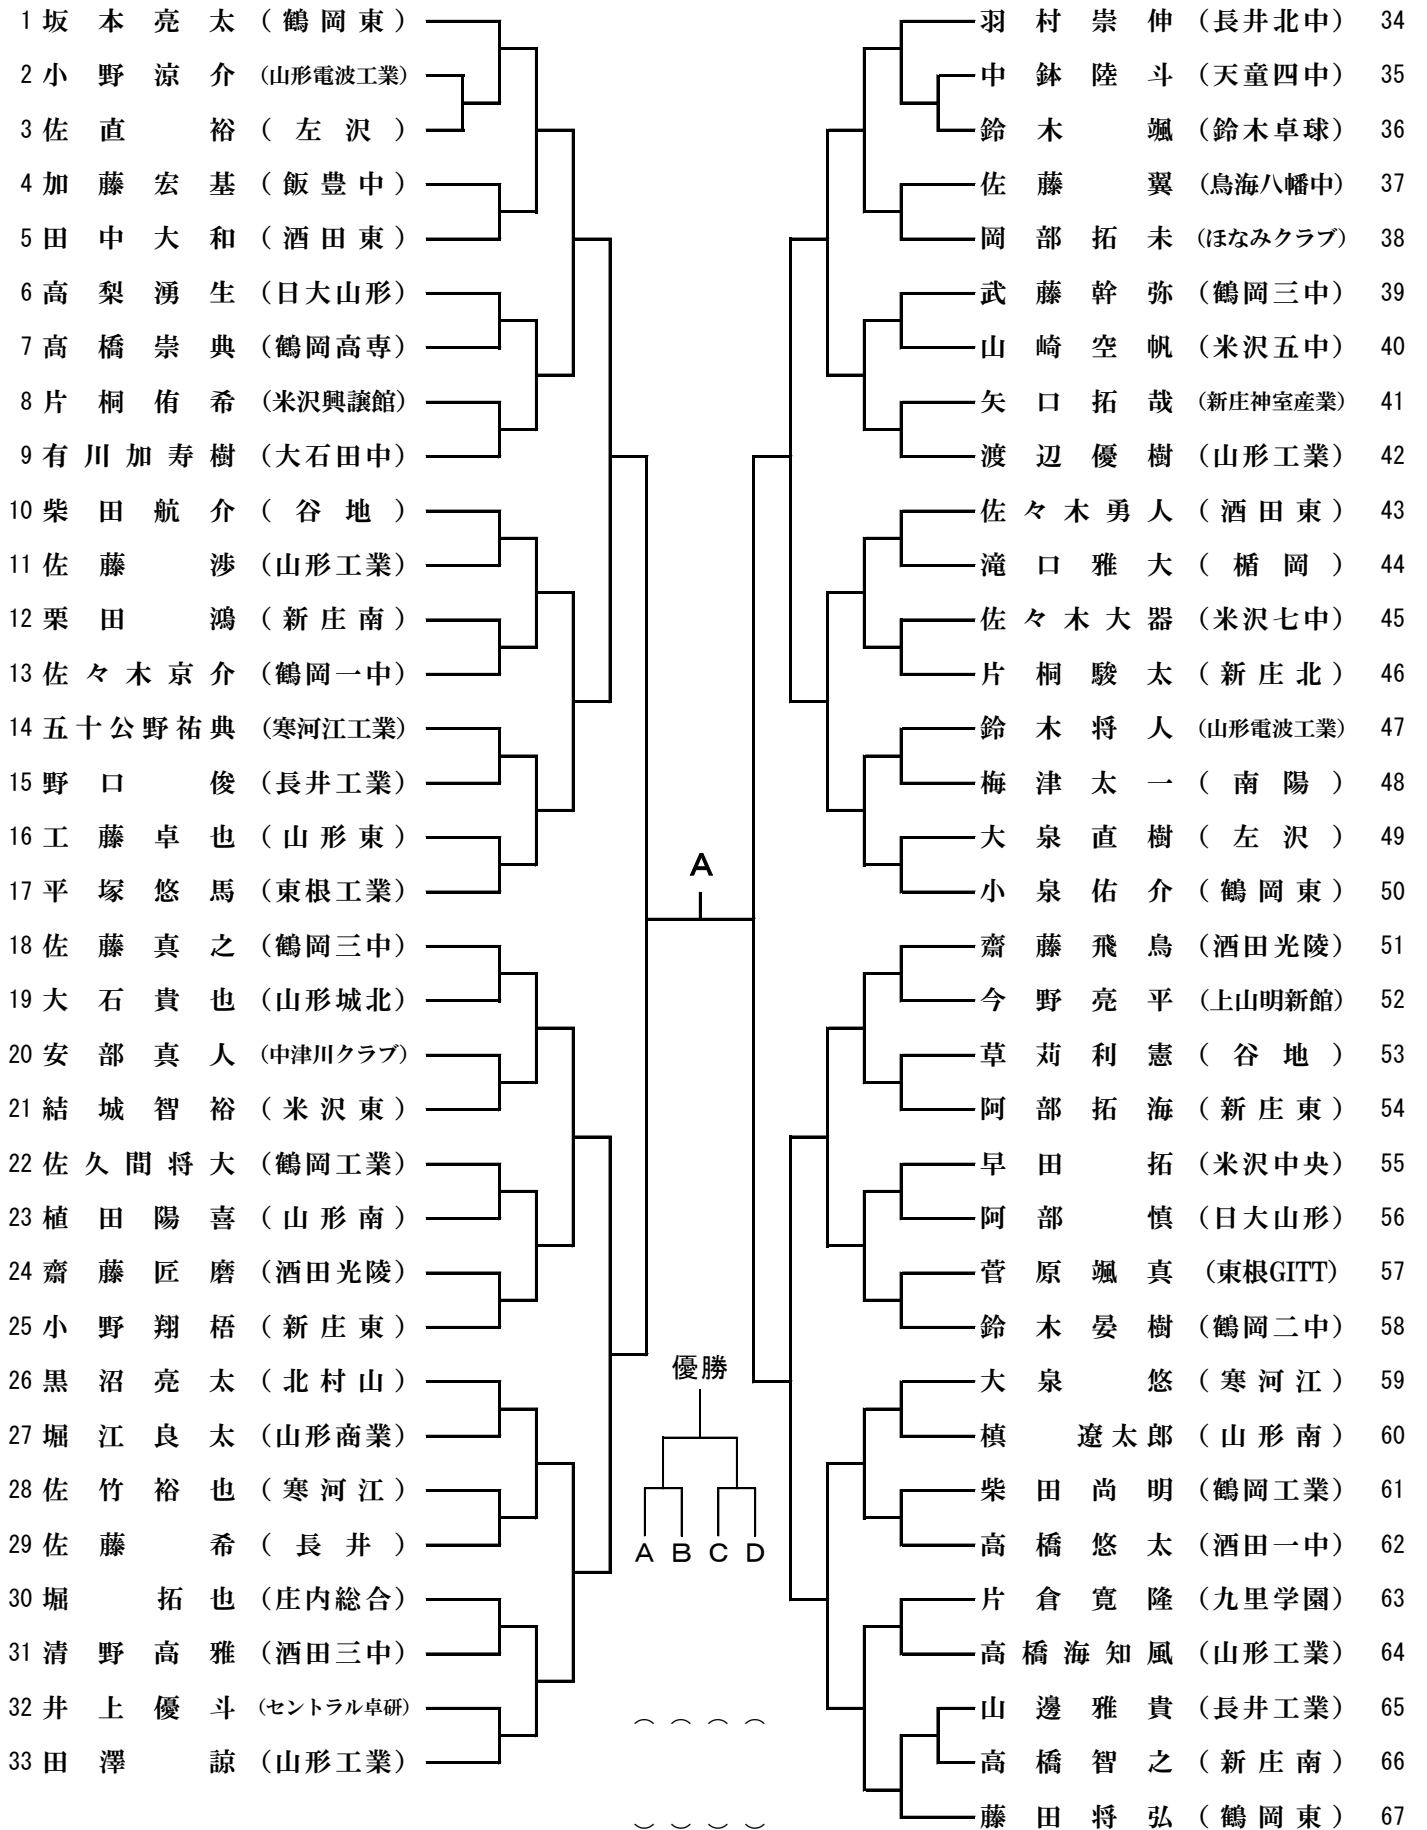 1 坂本亮太 (鶴岡東)
2 小野涼介 (山形電波工業)
3 佐直裕 (左沢)
4 加藤宏基 (飯豊中)
5 田中大和 (酒田東)
6 高梨湧生 (日大山形)
7 髙橋崇典 (鶴岡高専)
8 片桐侑希 (米沢興譲館)
9 有川加寿樹 (大石田中)
10 柴田航介 (谷地)
11 佐藤渉 (山形工業)
12 栗田鴻 (新庄南)
13 佐々木京介 (鶴岡一中)
14 五十公野祐典 (寒河江工業)
15 野口俊 (長井工業)
16 工藤卓也 (山形東)
17 平塚悠馬 (東根工業)
18 佐藤真之 (鶴岡三中)
19 大石貴也 (山形城北)
20 安部真人 (中津川クラブ)
21 結城智裕 (米沢東)
22 佐久間将大 (鶴岡工業)
23 植田陽喜 (山形南)
24 齋藤匠磨 (酒田光陵)
25 小野翔梧 (新庄東)
26 黒沼亮太 (北村山)
27 堀江良太 (山形商業)
28 佐竹裕也 (寒河江)
29 佐藤希 (長井)
30 堀拓也 (庄内総合)
31 清野高雅 (酒田三中)
32 井上優斗 (セントラル卓研)
33 田澤諒 (山形工業)
A
優勝
A B C D
( ( ( (
) ) ) )
羽村崇伸 (長井北中) 34
中鉢陸斗 (天童四中) 35
鈴木颯 (鈴木卓球) 36
佐藤翼 (鳥海八幡中) 37
岡部拓未 (ほなみクラブ) 38
武藤幹弥 (鶴岡三中) 39
山崎空帆 (米沢五中) 40
矢口拓哉 (新庄神室産業) 41
渡辺優樹 (山形工業) 42
佐々木勇人 (酒田東) 43
滝口雅大 (楯岡) 44
佐々木大器 (米沢七中) 45
片桐駿太 (新庄北) 46
鈴木将人 (山形電波工業) 47
梅津太一 (南陽) 48
大泉直樹 (左沢) 49
小泉佑介 (鶴岡東) 50
齋藤飛鳥 (酒田光陵) 51
今野亮平 (上山明新館) 52
草苅利憲 (谷地) 53
阿部拓海 (新庄東) 54
早田拓 (米沢中央) 55
阿部慎 (日大山形) 56
菅原颯真 (東根GITT) 57
鈴木晏樹 (鶴岡二中) 58
大泉悠 (寒河江) 59
槙遼太郎 (山形南) 60
柴田尚明 (鶴岡工業) 61
高橋悠太 (酒田一中) 62
片倉寛隆 (九里学園) 63
高橋海知風 (山形工業) 64
山邊雅貴 (長井工業) 65
高橋智之 (新庄南) 66
藤田将弘 (鶴岡東) 67